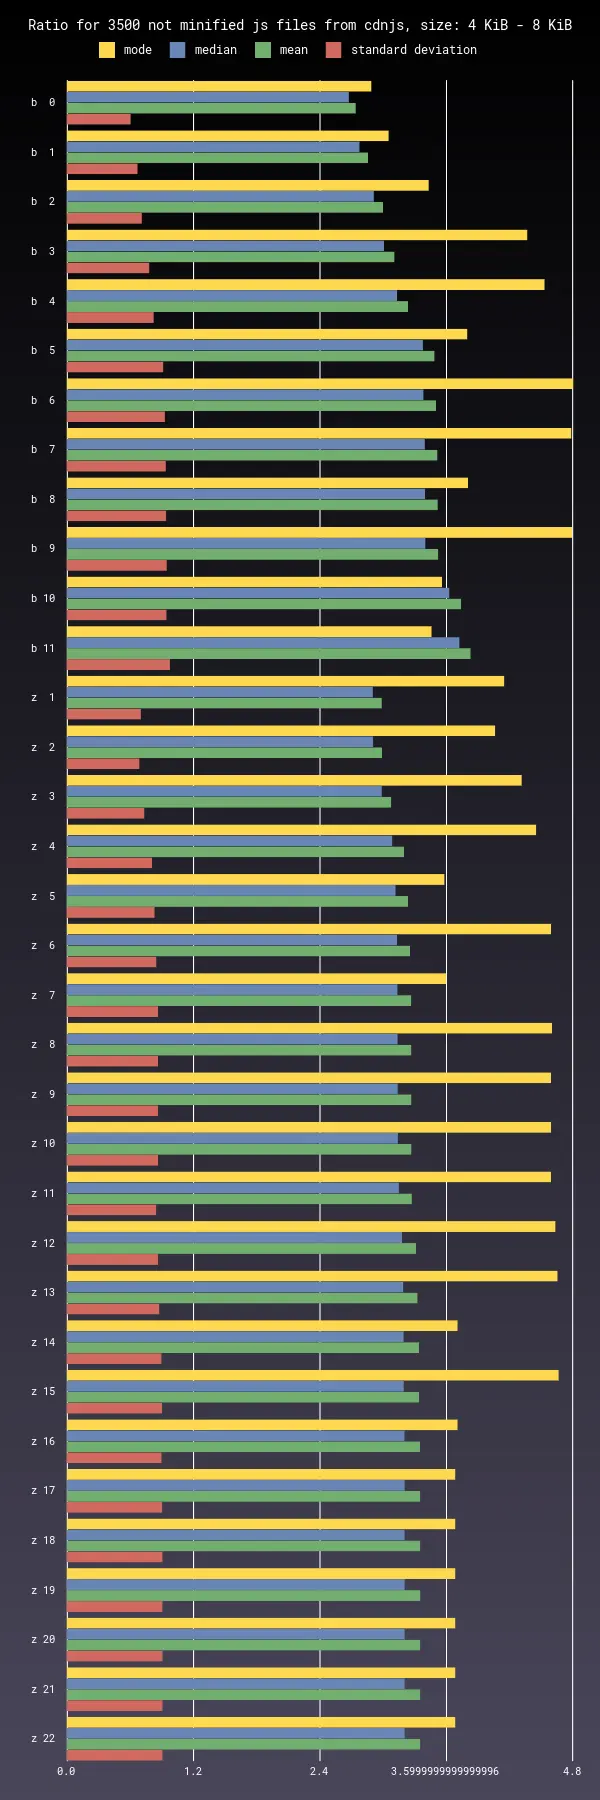 Ratio for 3500 not minified js files from cdnjs, size: 4 KiB - 8 KiB
mode median mean standard deviation
b 0
b 1
b 2
b 3
b 4
b 5
b 6
b 7
b 8
b 9
b 10
b 11
z 1
z 2
z 3
z 4
z 5
z 6
z 7
z 8
z 9
z 10
z 11
z 12
z 13
z 14
z 15
z 16
z 17
z 18
z 19
z 20
z 21
z 22
0.0 1.2 2.4 3.5999999999999996 4.8